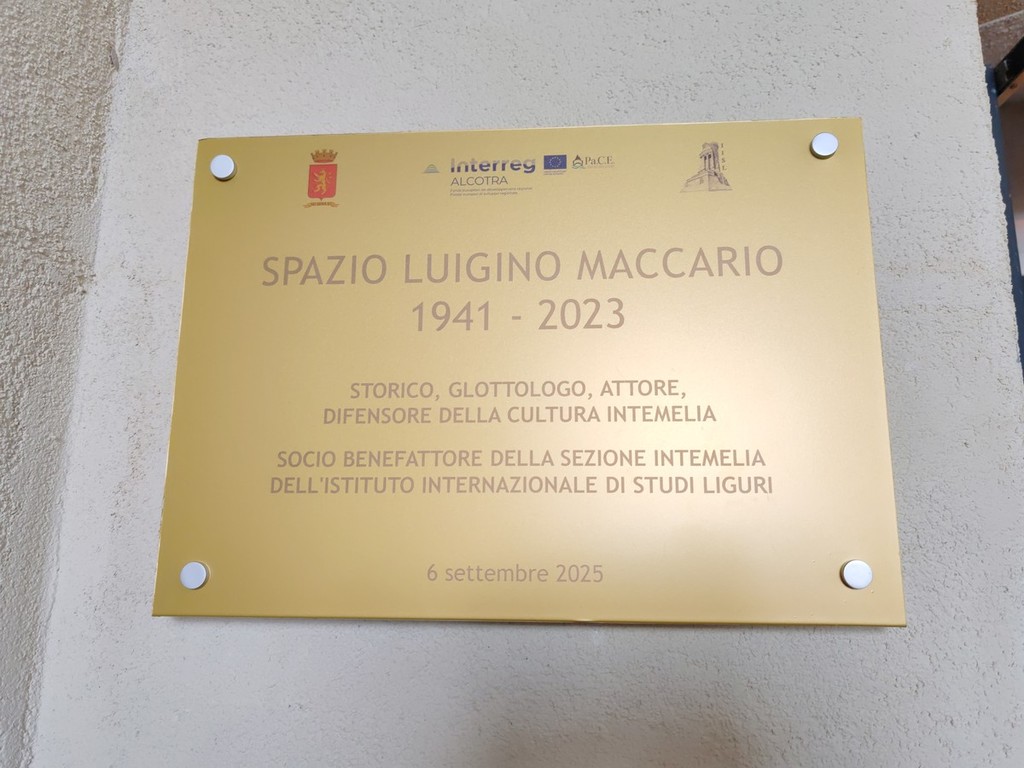 Interreg
ALCOTRA
PaCE
IISL
SPAZIO LUIGINO MACCARIO
1941 - 2023
STORICO, GLOTTOLOGO, ATTORE,
DIFENSORE DELLA CULTURA INTEMELIA
SOCIO BENEFATTORE DELLA SEZIONE INTEMELIA
DELL'ISTITUTO INTERNAZIONALE DI STUDI LIGURI
6 settembre 2025